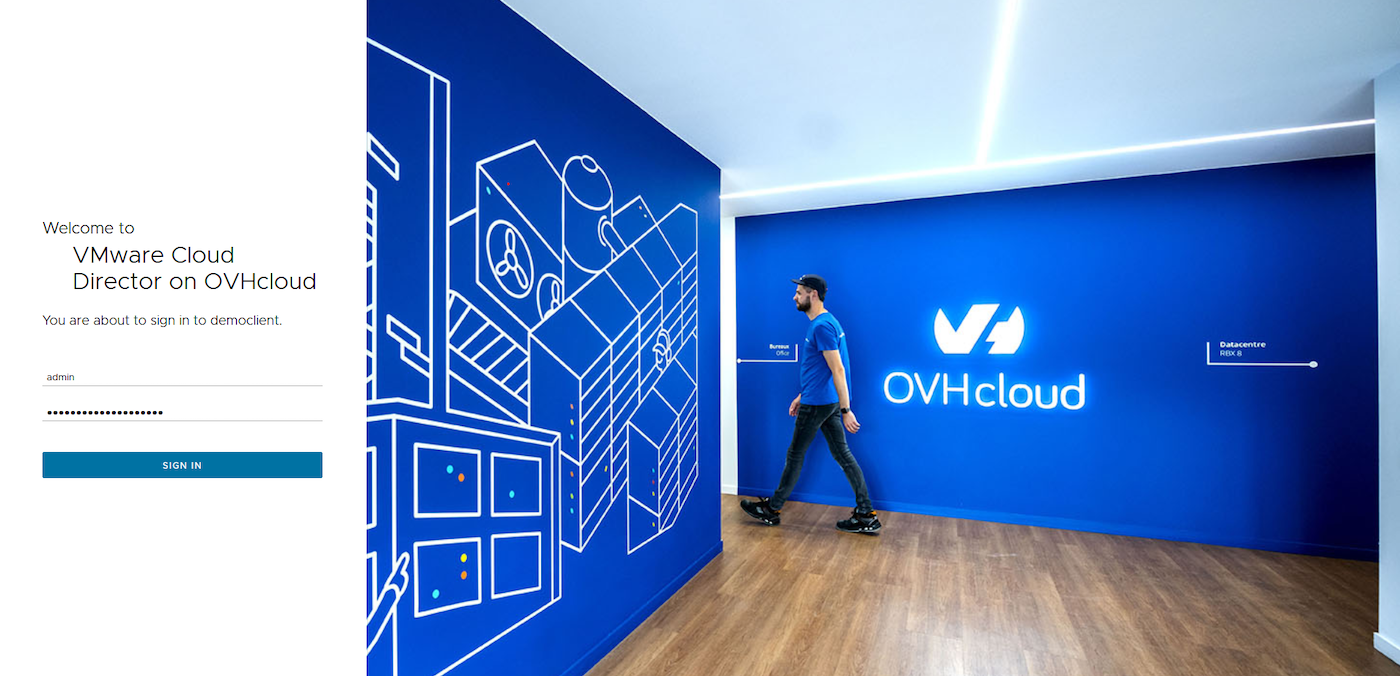 Welcome to
VMware Cloud
Director on OVHcloud
You are about to sign in to democlient.
admin
••••••••••••••••••••
SIGN IN
Bureaux
Office
OVHcloud
Datacentre
RBX 8